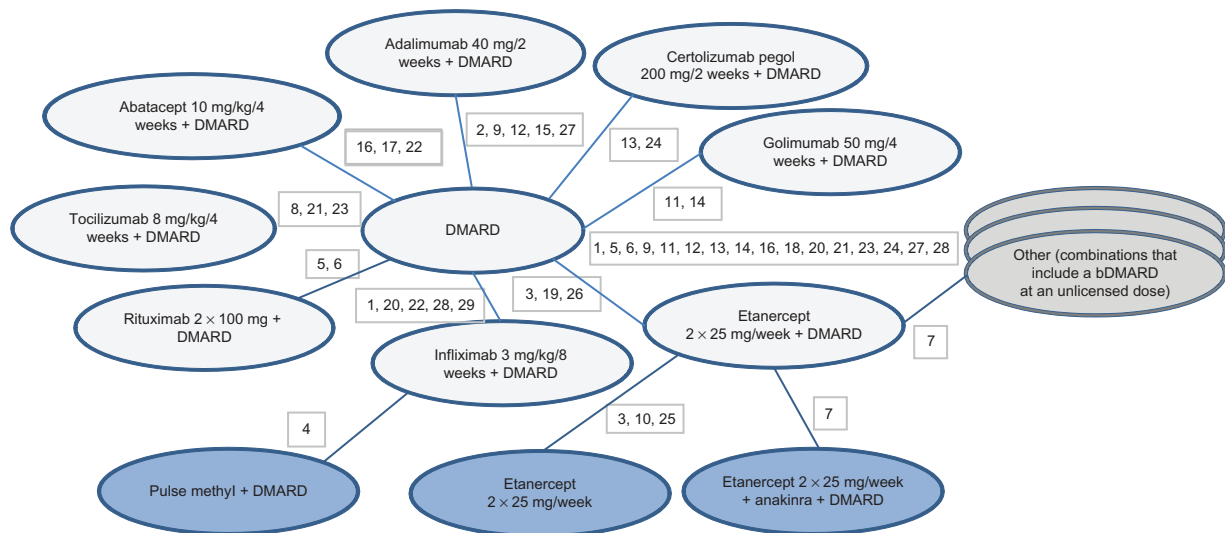 Adalimumab 40 mg/2
weeks + DMARD
Certolizumab pegol
200 mg/2 weeks + DMARD
Abatacept 10 mg/kg/4
weeks + DMARD
2, 9, 12, 15, 27
16, 17, 22
13, 24
Golimumab 50 mg/4
weeks + DMARD
8, 21, 23
11, 14
Tocilizumab 8 mg/kg/4
weeks + DMARD
DMARD
1, 5, 6, 9, 11, 12, 13, 14, 16, 18, 20, 21, 23, 24, 27, 28
Other (combinations that
include a bDMARD
at an unlicensed dose)
5, 6
1, 20, 22, 28, 29
3, 19, 26
Rituximab 2 × 100 mg +
DMARD
Etanercept
2 × 25 mg/week + DMARD
7
Infliximab 3 mg/kg/8
weeks + DMARD
4
3, 10, 25
7
Pulse methyl + DMARD
Etanercept
2 × 25 mg/week
Etanercept 2 × 25 mg/week
+ anakinra + DMARD